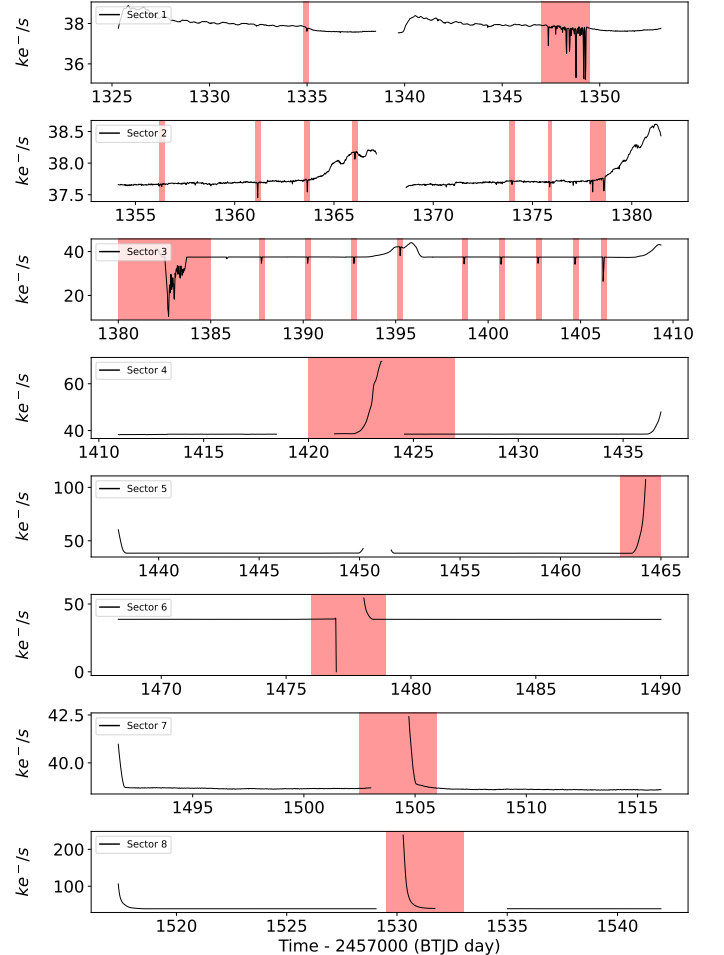 ke⁻/s
38
36
Sector 1
1325 1330 1335 1340 1345 1350
ke⁻/s
38.5
38.0
37.5
Sector 2
1355 1360 1365 1370 1375 1380
ke⁻/s
40
20
Sector 3
1380 1385 1390 1395 1400 1405 1410
ke⁻/s
60
40
Sector 4
1410 1415 1420 1425 1430 1435
ke⁻/s
100
50
Sector 5
1440 1445 1450 1455 1460 1465
ke⁻/s
50
0
Sector 6
1470 1475 1480 1485 1490
ke⁻/s
42.5
40.0
Sector 7
1495 1500 1505 1510 1515
ke⁻/s
200
100
Sector 8
1520 1525 1530 1535 1540
Time - 2457000 (BTJD day)